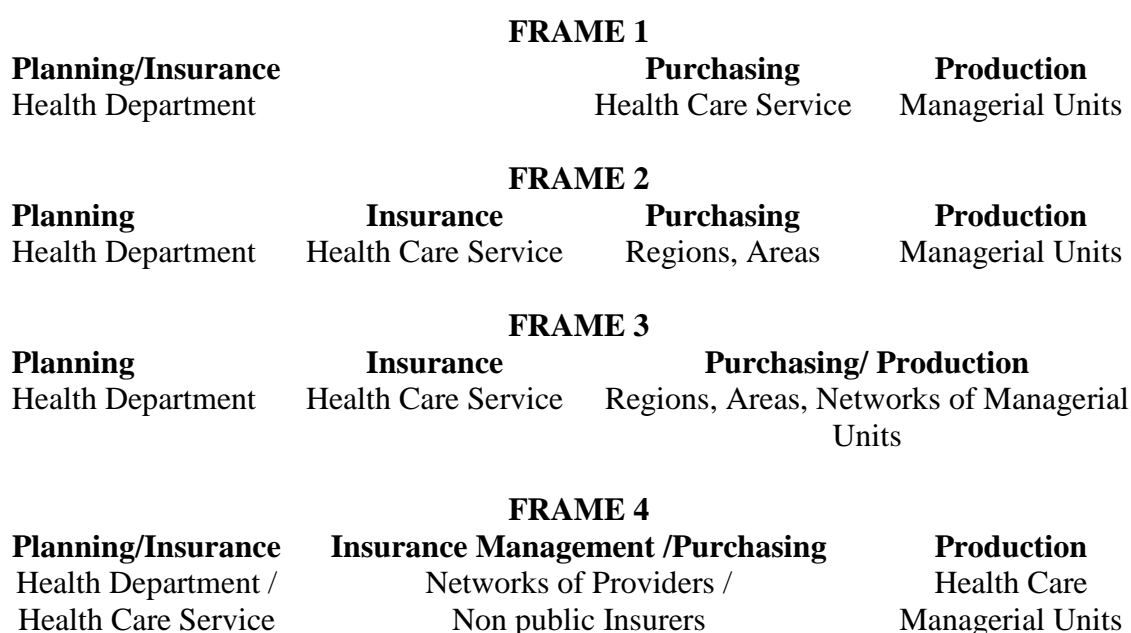 FRAME 1
Planning/Insurance Purchasing Production
Health Department Health Care Service Managerial Units
FRAME 2
Planning Insurance Purchasing Production
Health Department Health Care Service Regions, Areas Managerial Units
FRAME 3
Planning Insurance Purchasing/ Production
Health Department Health Care Service Regions, Areas, Networks of Managerial
Units
FRAME 4
Planning/Insurance Insurance Management /Purchasing Production
Health Department / Networks of Providers / Health Care
Health Care Service Non public Insurers Managerial Units